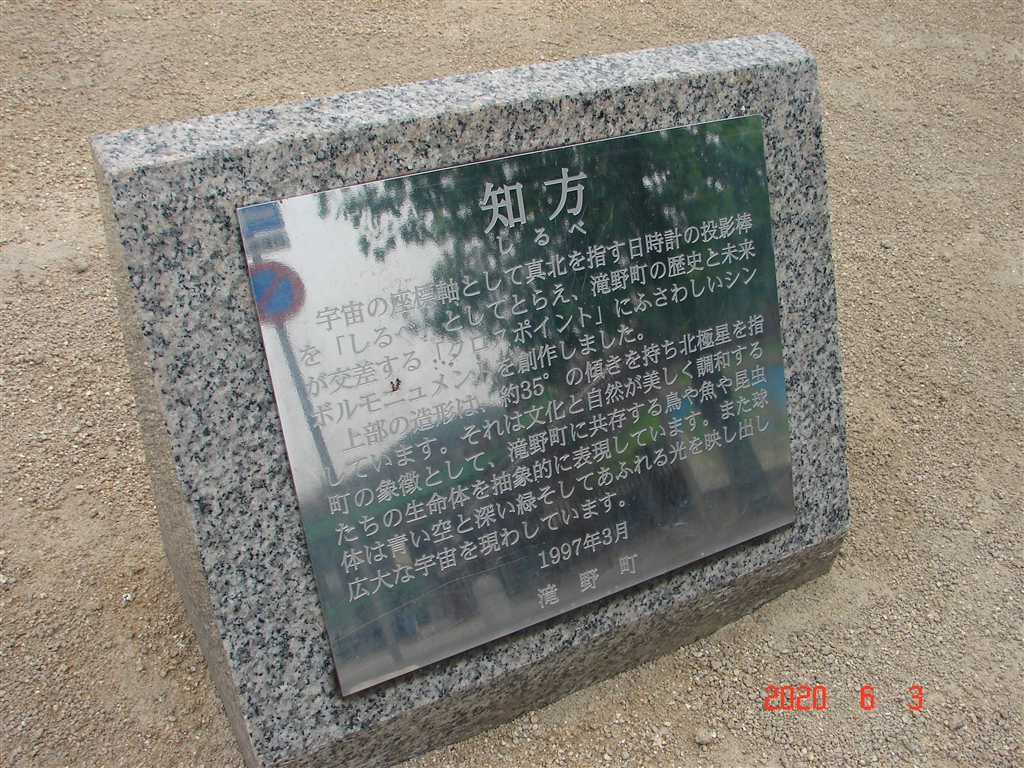 知方
しるべ
宇宙の座標軸として真北を指す日時計の投影棒
を「しるべ」としてとらえ、滝野町の歴史と未来
が交差する「クロスポイント」にふさわしいシン
ボルモニュメントを創作しました。
上部の造形は、約35°の傾きを持ち北極星を指
しています。それは文化と自然が美しく調和する
町の象徴として、滝野町に共存する鳥や魚や昆虫
たちの生命体を抽象的に表現しています。また球
体は青い空と深い緑そしてあふれる光を映し出し
広大な宇宙を現わしています。
1997年3月
滝野町
2020 6 3